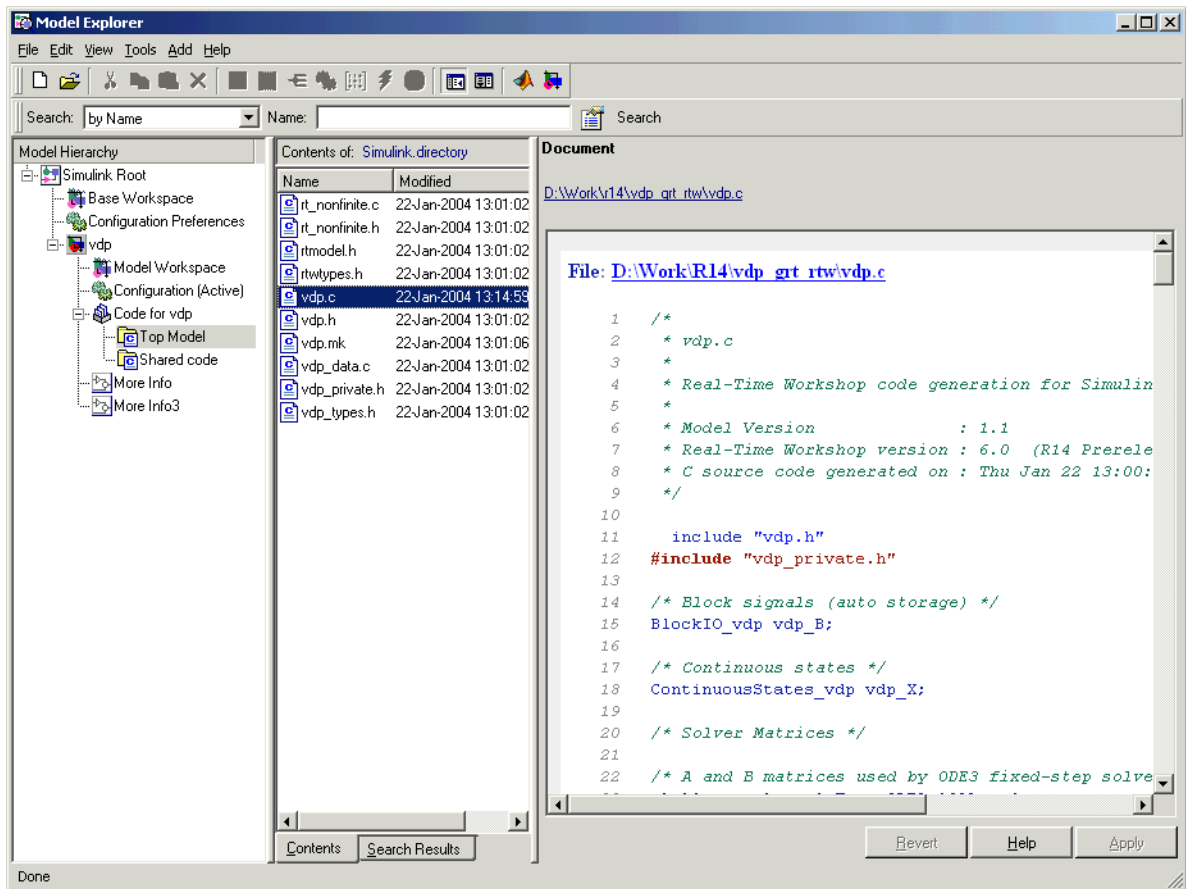 Model Explorer
File Edit View Tools Add Help
Search: by Name Name: Search
Model Hierarchy
Simulink Root
Base Workspace
Configuration Preferences
vdp
Model Workspace
Configuration (Active)
Code for vdp
Top Model
Shared code
More Info
More Info3
Contents of: Simulink.directory
Name Modified
rt_nonfinite.c 22-Jan-2004 13:01:02
rt_nonfinite.h 22-Jan-2004 13:01:02
rtmodel.h 22-Jan-2004 13:01:02
rtwtypes.h 22-Jan-2004 13:01:02
vdp.c 22-Jan-2004 13:14:59
vdp.h 22-Jan-2004 13:01:02
vdp.mk 22-Jan-2004 13:01:06
vdp_data.c 22-Jan-2004 13:01:02
vdp_private.h 22-Jan-2004 13:01:02
vdp_types.h 22-Jan-2004 13:01:02
Contents Search Results
Document
D:\Work\r14\vdp_grt_rtw\vdp.c
File: D:\Work\R14\vdp_grt_rtw\vdp.c
1 /*
2 * vdp.c
3 *
4 * Real-Time Workshop code generation for Simulin
5 *
6 * Model Version : 1.1
7 * Real-Time Workshop version : 6.0 (R14 Prerele
8 * C source code generated on : Thu Jan 22 13:00:
9 */
10
11 include "vdp.h"
12 #include "vdp_private.h"
13
14 /* Block signals (auto storage) */
15 BlockIO_vdp vdp_B;
16
17 /* Continuous states */
18 ContinuousStates_vdp vdp_X;
19
20 /* Solver Matrices */
21
22 /* A and B matrices used by ODE3 fixed-step solve
Revert Help Apply
Done